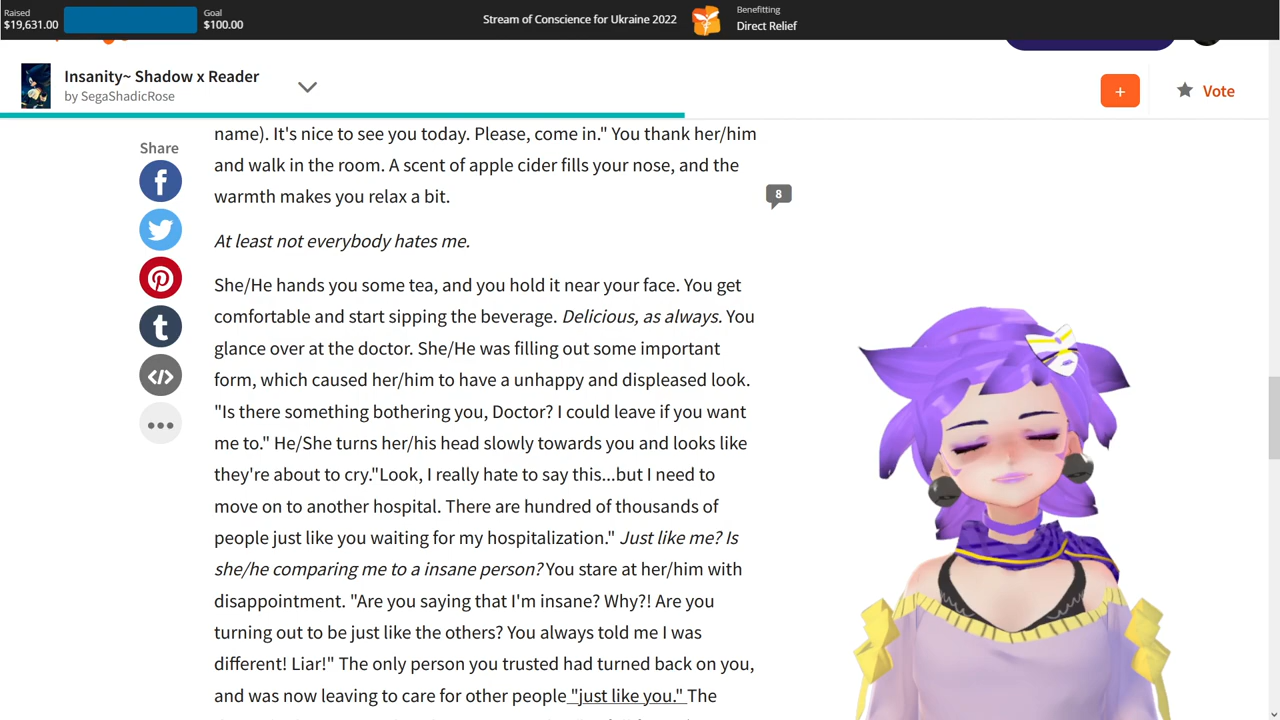 Raised
$19,631.00
Goal
$100.00
Stream of Conscience for Ukraine 2022
Benefitting
Direct Relief
Insanity~ Shadow x Reader
by SegaShadicRose
+
Vote
Share
name). It's nice to see you today. Please, come in." You thank her/him
and walk in the room. A scent of apple cider fills your nose, and the
warmth makes you relax a bit.
8
At least not everybody hates me.
She/He hands you some tea, and you hold it near your face. You get
comfortable and start sipping the beverage. Delicious, as always. You
glance over at the doctor. She/He was filling out some important
form, which caused her/him to have a unhappy and displeased look.
"Is there something bothering you, Doctor? I could leave if you want
me to." He/She turns her/his head slowly towards you and looks like
they're about to cry."Look, I really hate to say this...but I need to
move on to another hospital. There are hundred of thousands of
people just like you waiting for my hospitalization." Just like me? Is
she/he comparing me to a insane person? You stare at her/him with
disappointment. "Are you saying that I'm insane? Why?! Are you
turning out to be just like the others? You always told me I was
different! Liar!" The only person you trusted had turned back on you,
and was now leaving to care for other people "just like you." The